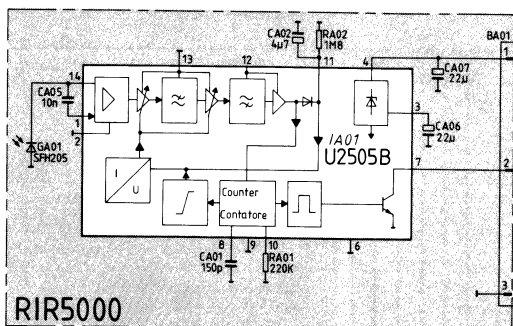 CA02
4µ7
RA02
1M8
BA01
13
12
11
4
1
14
CA05
10n
CA07
22µ
3
CA06
22µ
1
2
GA01
SFH205
IA01
U2505B
7
2
I
U
Counter
Contatore
8
9
10
6
CA01
150p
RA01
220K
3
RIR5000